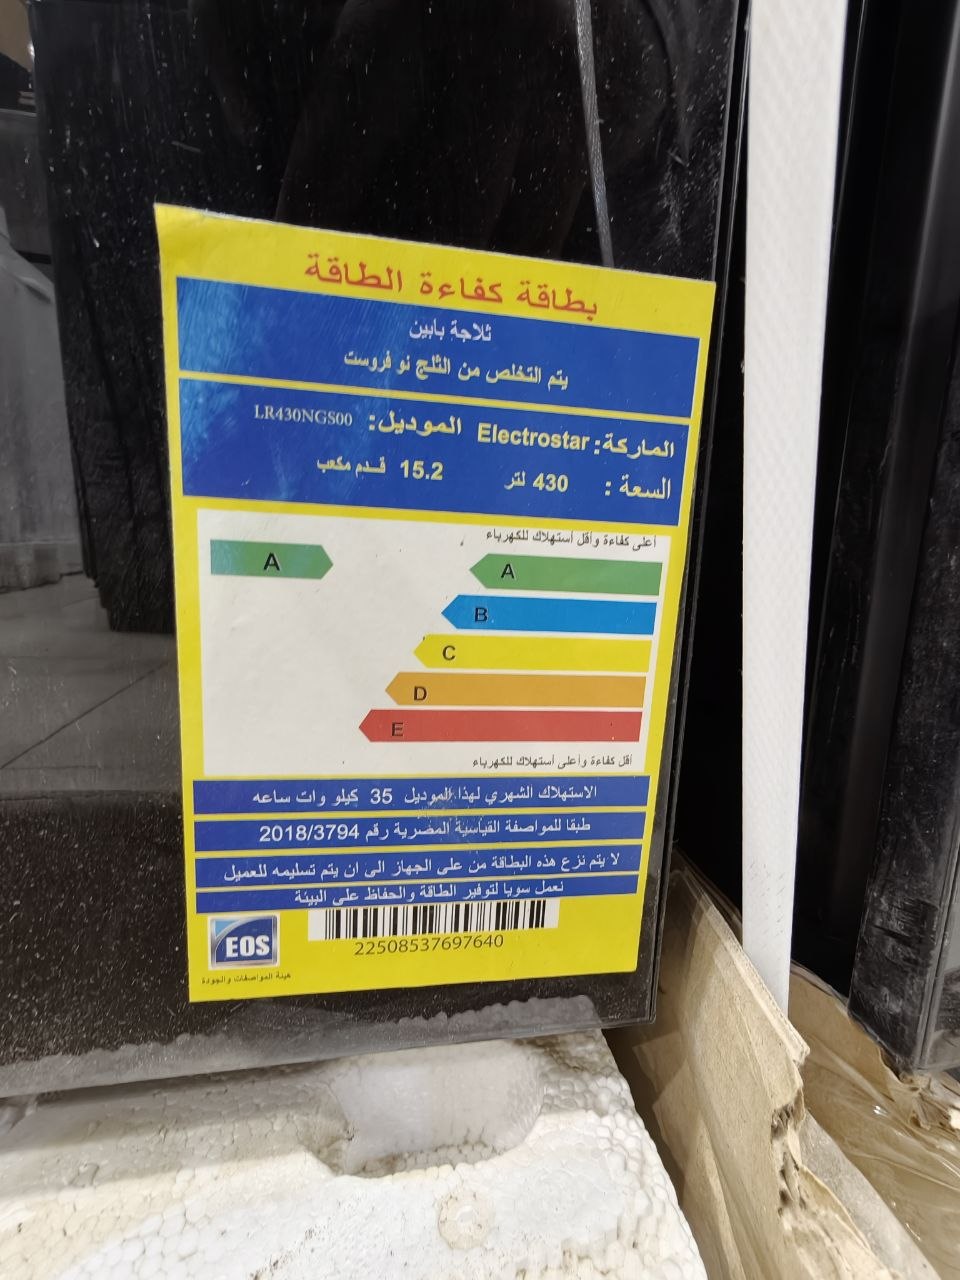 بطاقة كفاءة الطاقة
ثلاجة بابين
يتم التخلص من الثلج نو فروست
الماركة: Electrostar الموديل: LR430NGS00
السعة : 430 لتر 15.2 قدم مكعب
أعلى كفاءة وأقل أستهلاك للكهرباء
A
A
B
C
D
E
أقل كفاءة وأعلى أستهلاك للكهرباء
الاستهلاك الشهري لهذا الموديل 35 كيلو وات ساعه
طبقا للمواصفة القياسية المصرية رقم 2018/3794
لا يتم نزع هذه البطاقة من على الجهاز الى ان يتم تسليمه للعميل
نعمل سويا لتوفير الطاقة والحفاظ على البيئة
EOS
22508537697640
هيئة المواصفات والجودة